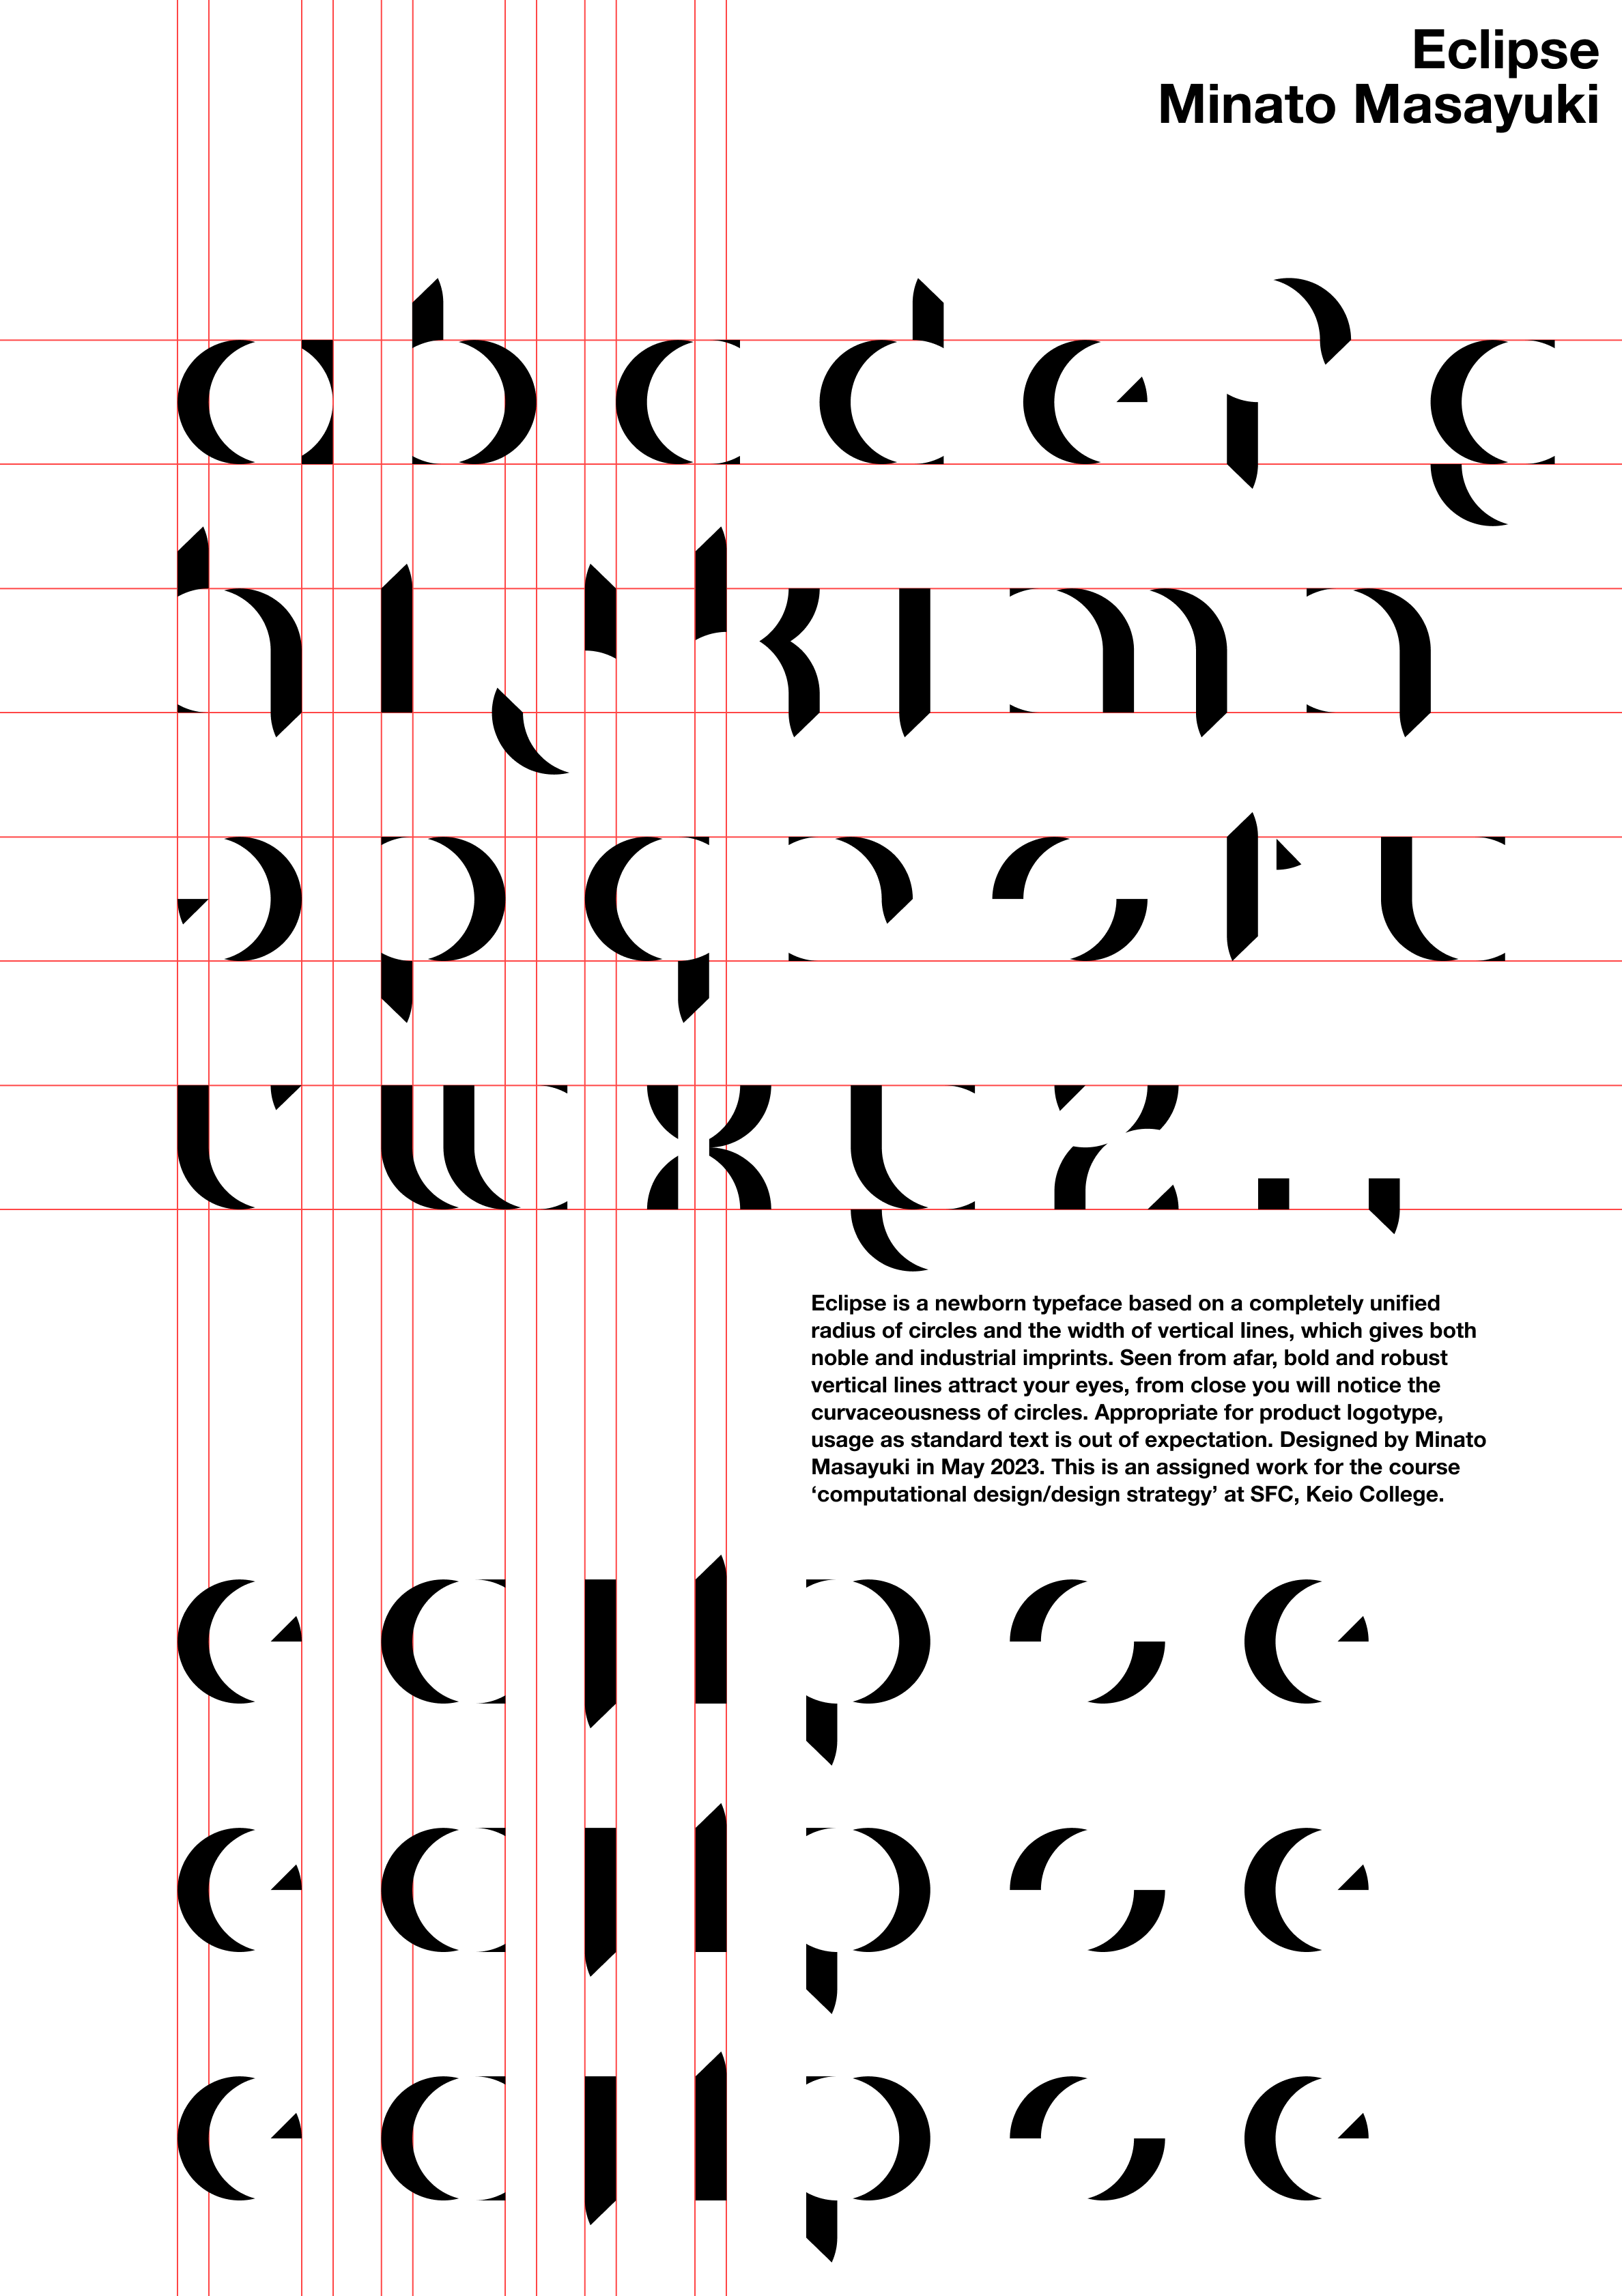 Eclipse
Minato Masayuki
a b c d e f g
h i j k l m n
o p q r s t u
v w x y z . ,
Eclipse is a newborn typeface based on a completely unified
radius of circles and the width of vertical lines, which gives both
noble and industrial imprints. Seen from afar, bold and robust
vertical lines attract your eyes, from close you will notice the
curvaceousness of circles. Appropriate for product logotype,
usage as standard text is out of expectation. Designed by Minato
Masayuki in May 2023. This is an assigned work for the course
‘computational design/design strategy’ at SFC, Keio College.
eclipse
eclipse
eclipse